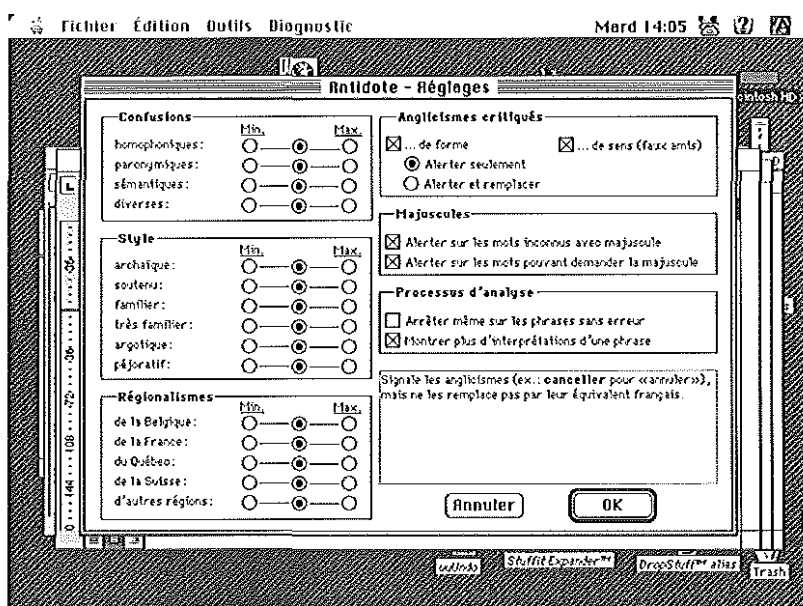 Fichier Édition Outils Diagnostic Mard 14:05
Antidote – Réglages
Confusions
Min. Max.
homophoniques:
paronymiques:
sémantiques:
diverses:
Style
Min. Max.
archaïque:
soutenu:
familier:
très familier:
argotique:
péjoratif:
Régionalismes
Min. Max.
de la Belgique:
de la France:
du Québec:
de la Suisse:
d'autres régions:
Anglicismes critiqués
... de forme ... de sens (faux amis)
Alerter seulement
Alerter et remplacer
Majuscules
Alerter sur les mots inconnus avec majuscule
Alerter sur les mots pouvant demander la majuscule
Processus d'analyse
Arrêter même sur les phrases sans erreur
Montrer plus d'interprétations d'une phrase
Signale les anglicismes (ex.: canceller pour «annuler»),
mais ne les remplace pas par leur équivalent français.
Annuler OK
uuUndo StuffIt Expander™ DropStuff™ alias Trash